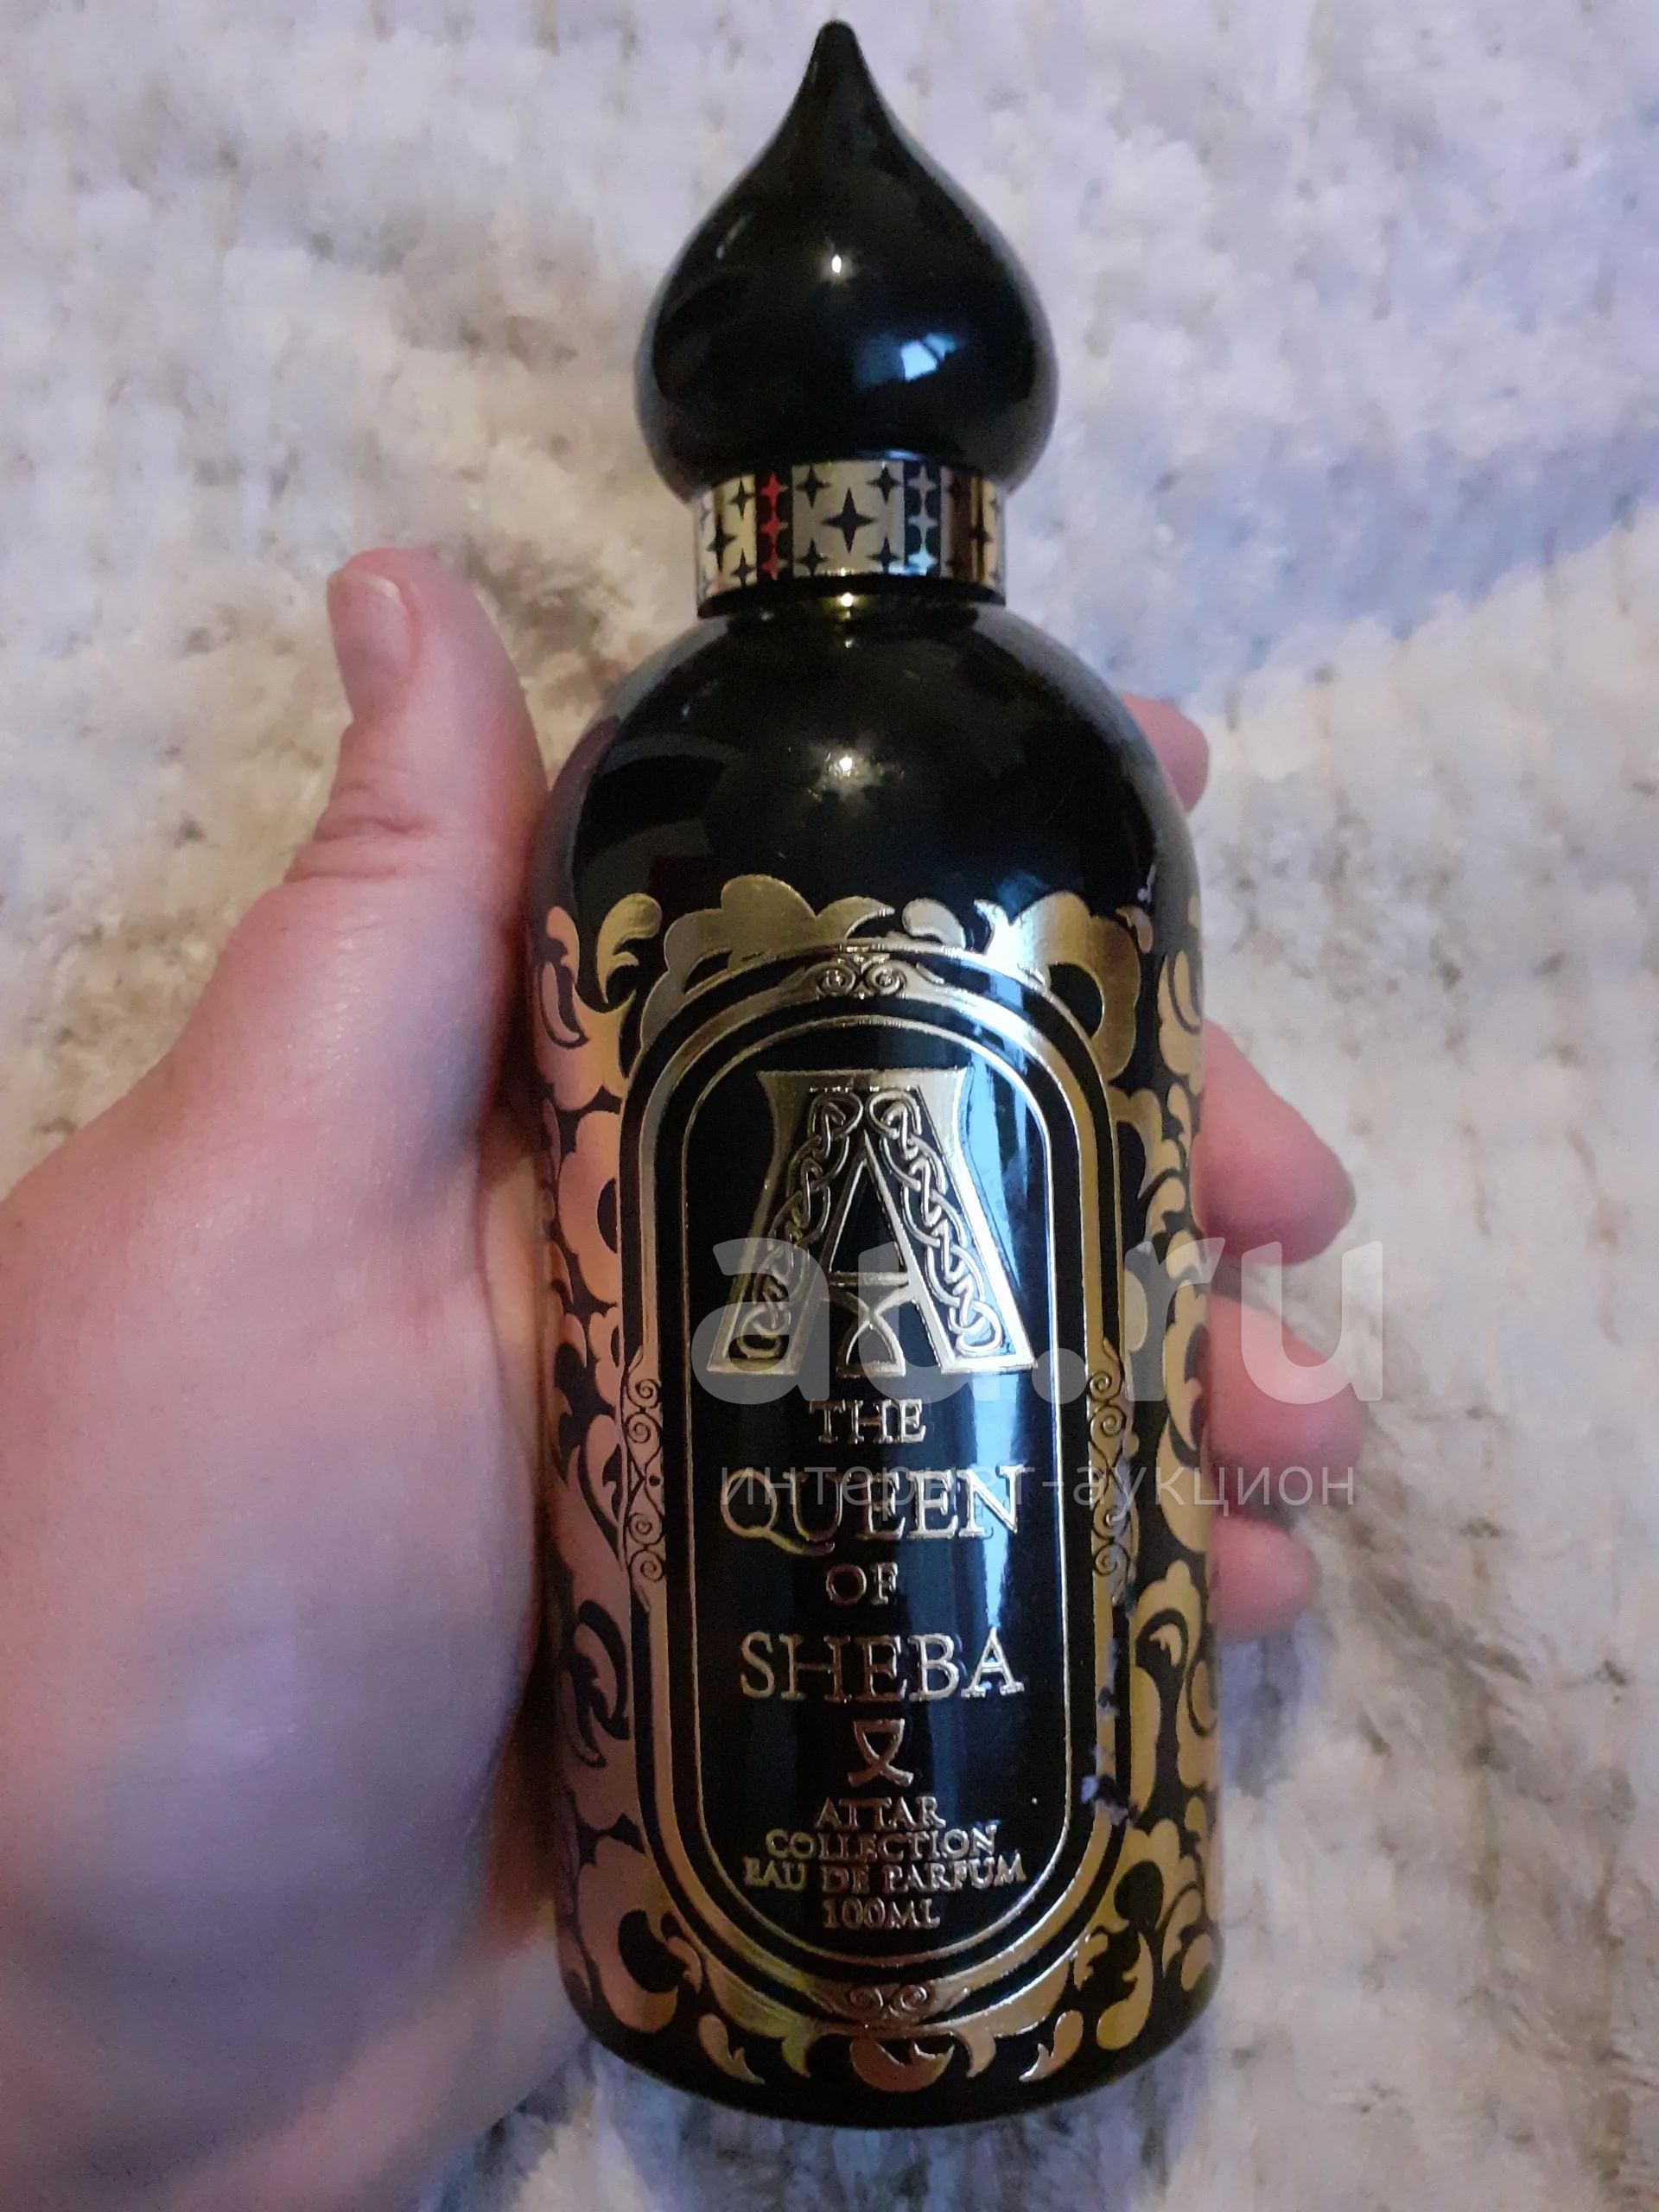 A
THE
QUEEN
OF
SHEBA
ATTAR
COLLECTION
EAU DE PARFUM
100ML
au.ru
интернет-аукцион